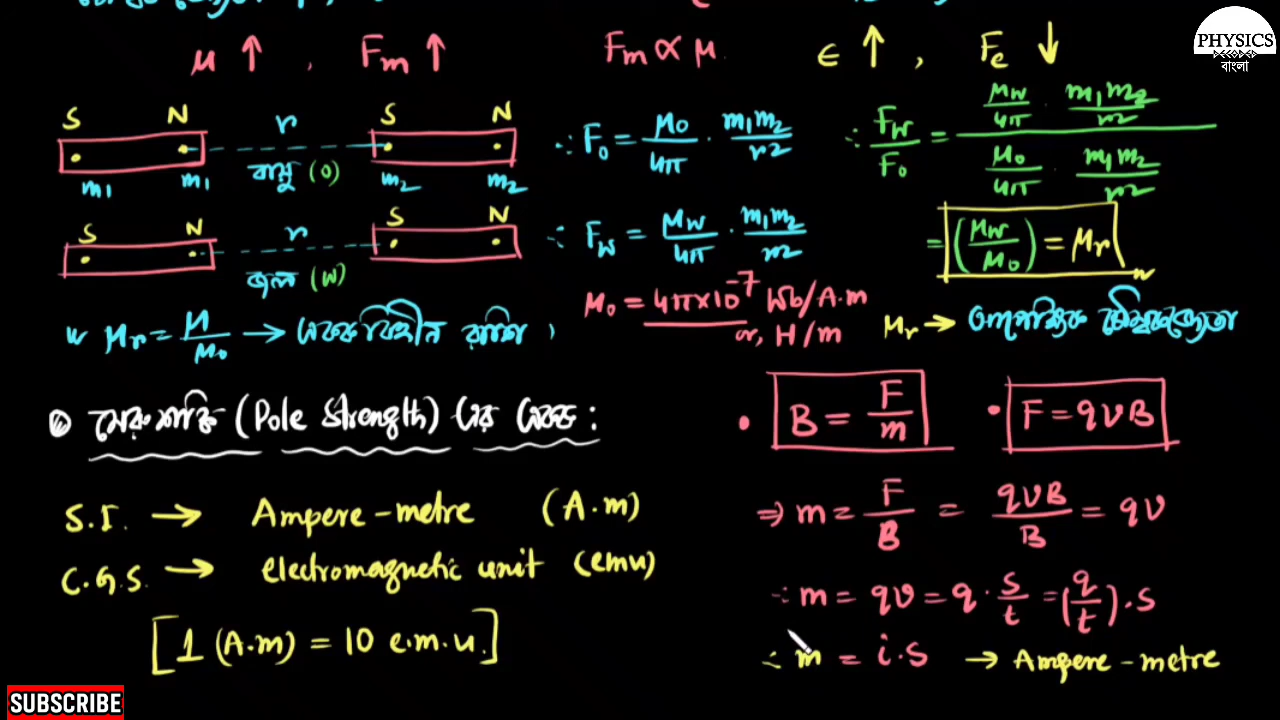 PHYSICS
বাংলা
μ ↑ , Fm ↑ Fm ∝ μ. ϵ ↑ , Fe ↓
S N r S N
m1 m1 বায়ু (0) m2 m2
∴ F0 = μ0/4π · m1m2/r2
∴ Fw/F0 = (μw/4π · m1m2/r2) / (μ0/4π · m1m2/r2)
S N r S N
জল (W)
∴ Fw = μw/4π · m1m2/r2
= (μw/μ0) = μr
μ0 = 4π×10^-7 Wb/A.m
or, H/m
μr = μ/μ0 → এককবিহীন রাশি ।
μr → আপেক্ষিক চৌম্বকভেদ্যতা
মেরুশক্তি (Pole Strength) এর একক :
• B = F/m • F = qvB
S.I. → Ampere-metre (A.m)
⇒ m = F/B = qvB/B = qv
C.G.S. → electromagnetic unit (emu)
∴ m = qv = q · s/t = (q/t).s
[1 (A.m) = 10 e.m.u.]
∴ m = i.s → Ampere-metre
SUBSCRIBE